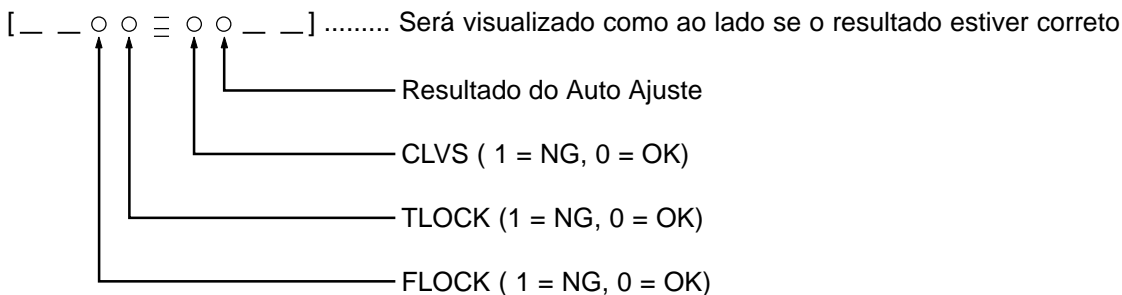 [ _ _ ○ ○ Ξ ○ ○ _ _ ] ......... Será visualizado como ao lado se o resultado estiver correto
Resultado do Auto Ajuste
CLVS ( 1 = NG, 0 = OK)
TLOCK (1 = NG, 0 = OK)
FLOCK ( 1 = NG, 0 = OK)